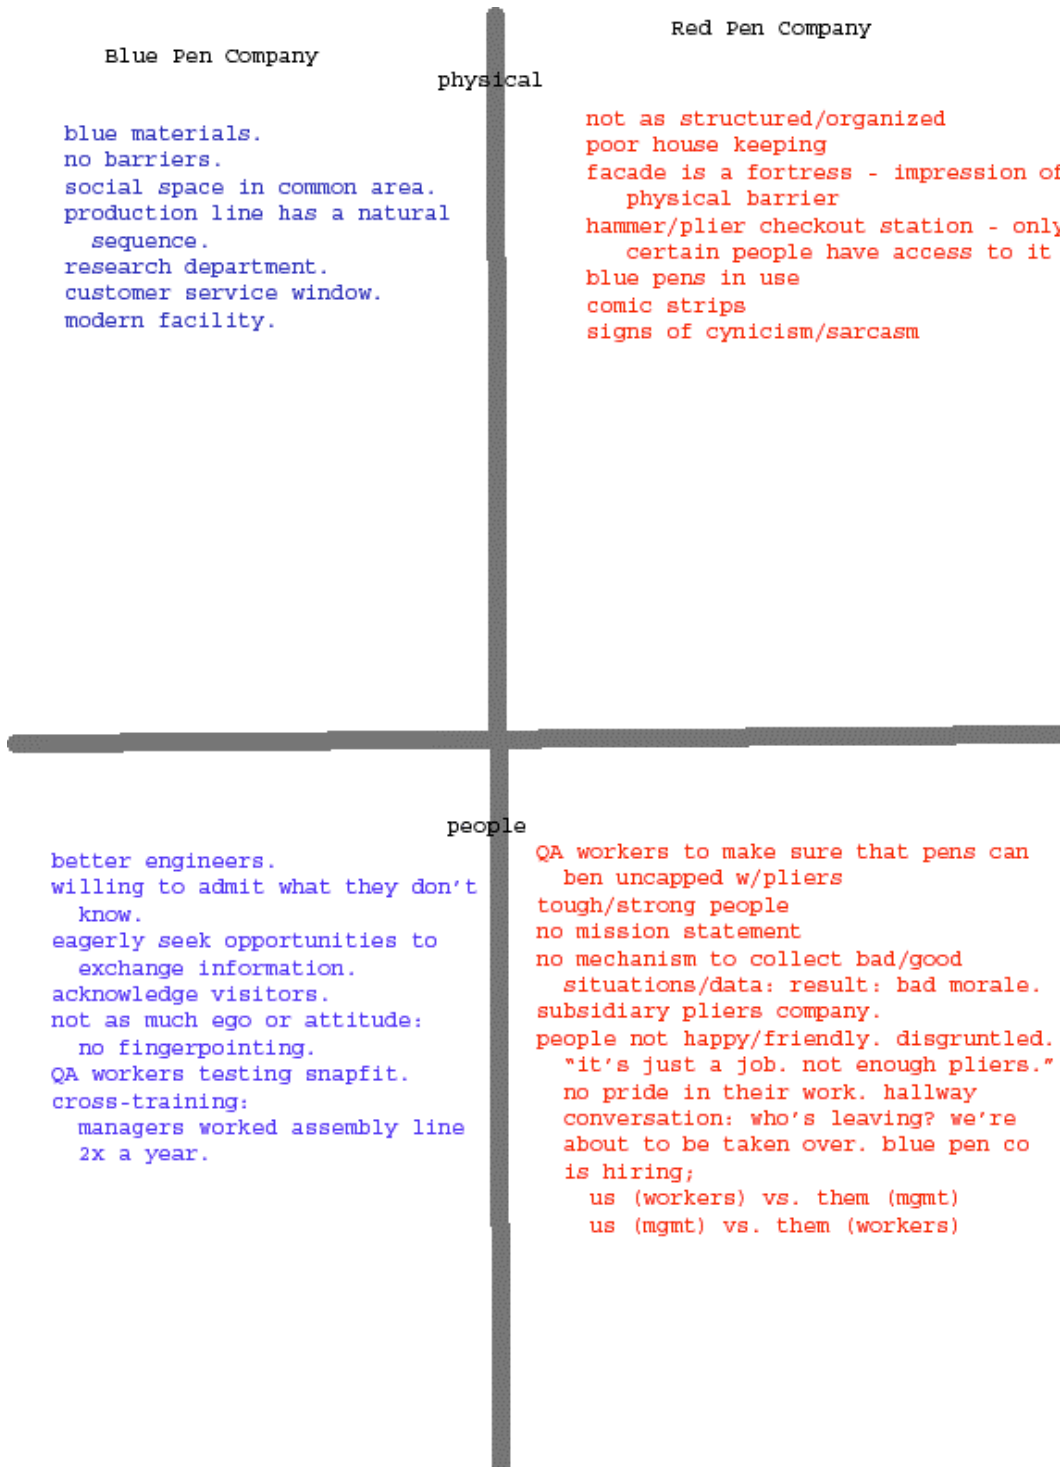 Blue Pen Company
Red Pen Company
physical
blue materials.
no barriers.
social space in common area.
production line has a natural
sequence.
research department.
customer service window.
modern facility.
not as structured/organized
poor house keeping
facade is a fortress - impression of
physical barrier
hammer/plier checkout station - only
certain people have access to it
blue pens in use
comic strips
signs of cynicism/sarcasm
people
better engineers.
willing to admit what they don't
know.
eagerly seek opportunities to
exchange information.
acknowledge visitors.
not as much ego or attitude:
no fingerpointing.
QA workers testing snapfit.
cross-training:
managers worked assembly line
2x a year.
QA workers to make sure that pens can
ben uncapped w/pliers
tough/strong people
no mission statement
no mechanism to collect bad/good
situations/data: result: bad morale.
subsidiary pliers company.
people not happy/friendly. disgruntled.
"it's just a job. not enough pliers."
no pride in their work. hallway
conversation: who's leaving? we're
about to be taken over. blue pen co
is hiring;
us (workers) vs. them (mgmt)
us (mgmt) vs. them (workers)